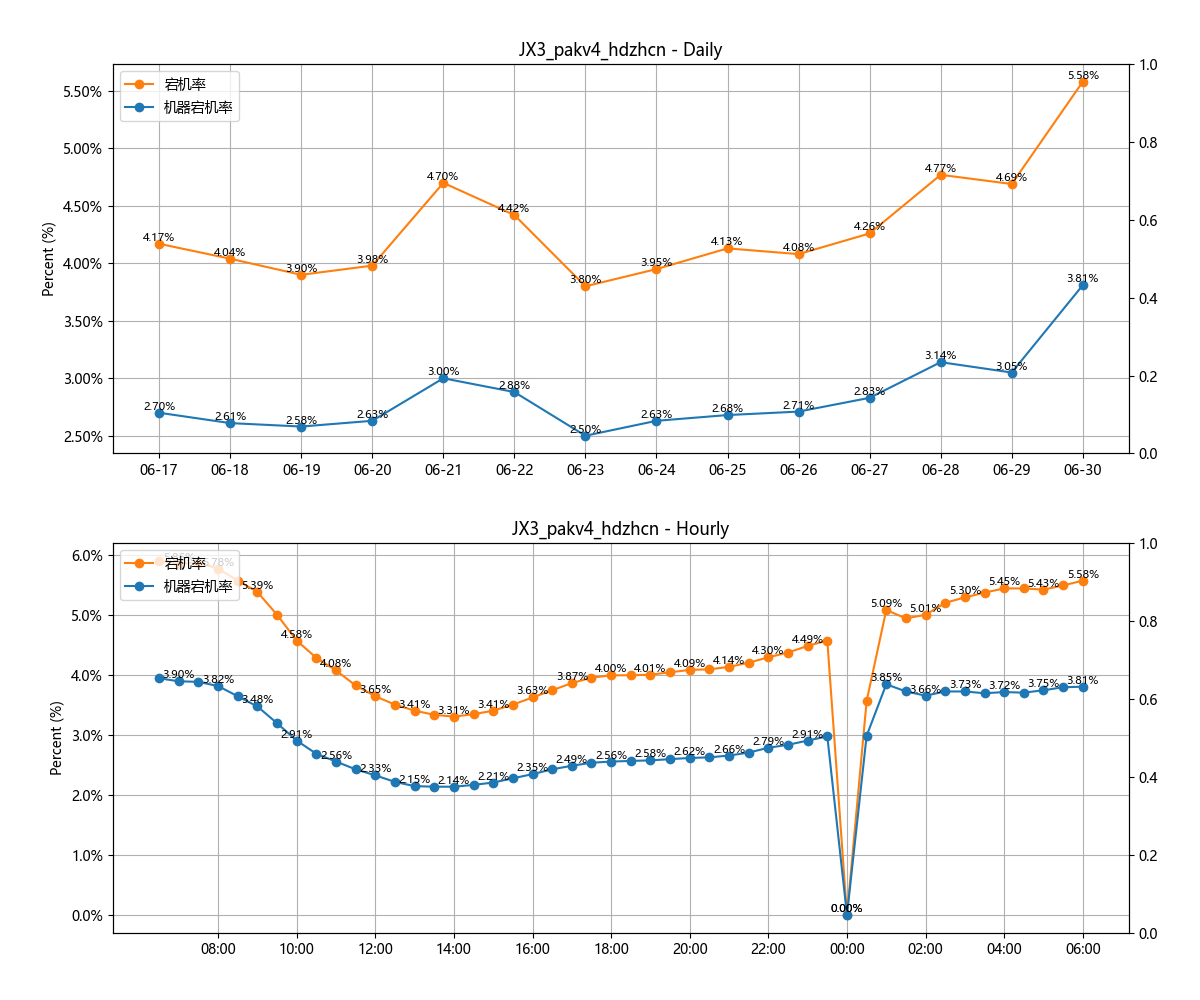 JX3_pakv4_hdzhcn - Daily
宕机率
机器宕机率
Percent (%)
5.50%
5.00%
4.50%
4.00%
3.50%
3.00%
2.50%
1.0
0.8
0.6
0.4
0.2
0.0
4.17% 4.04% 3.90% 3.98% 4.70% 4.42% 3.80% 3.95% 4.13% 4.08% 4.26% 4.77% 4.69% 5.58%
2.70% 2.61% 2.58% 2.63% 3.00% 2.88% 2.50% 2.63% 2.68% 2.71% 2.83% 3.14% 3.05% 3.81%
06-17 06-18 06-19 06-20 06-21 06-22 06-23 06-24 06-25 06-26 06-27 06-28 06-29 06-30
JX3_pakv4_hdzhcn - Hourly
宕机率
机器宕机率
Percent (%)
6.0%
5.0%
4.0%
3.0%
2.0%
1.0%
0.0%
1.0
0.8
0.6
0.4
0.2
0.0
5.78% 5.39% 4.58% 4.08% 3.65% 3.41% 3.31% 3.41% 3.63% 3.87% 4.00% 4.01% 4.09% 4.14% 4.30% 4.49% 0.00% 5.09% 5.01% 5.30% 5.45% 5.43% 5.58%
3.90% 3.82% 3.48% 2.91% 2.56% 2.33% 2.15% 2.14% 2.21% 2.35% 2.49% 2.56% 2.58% 2.62% 2.66% 2.79% 2.91% 0.00% 3.85% 3.66% 3.73% 3.72% 3.75% 3.81%
08:00 10:00 12:00 14:00 16:00 18:00 20:00 22:00 00:00 02:00 04:00 06:00